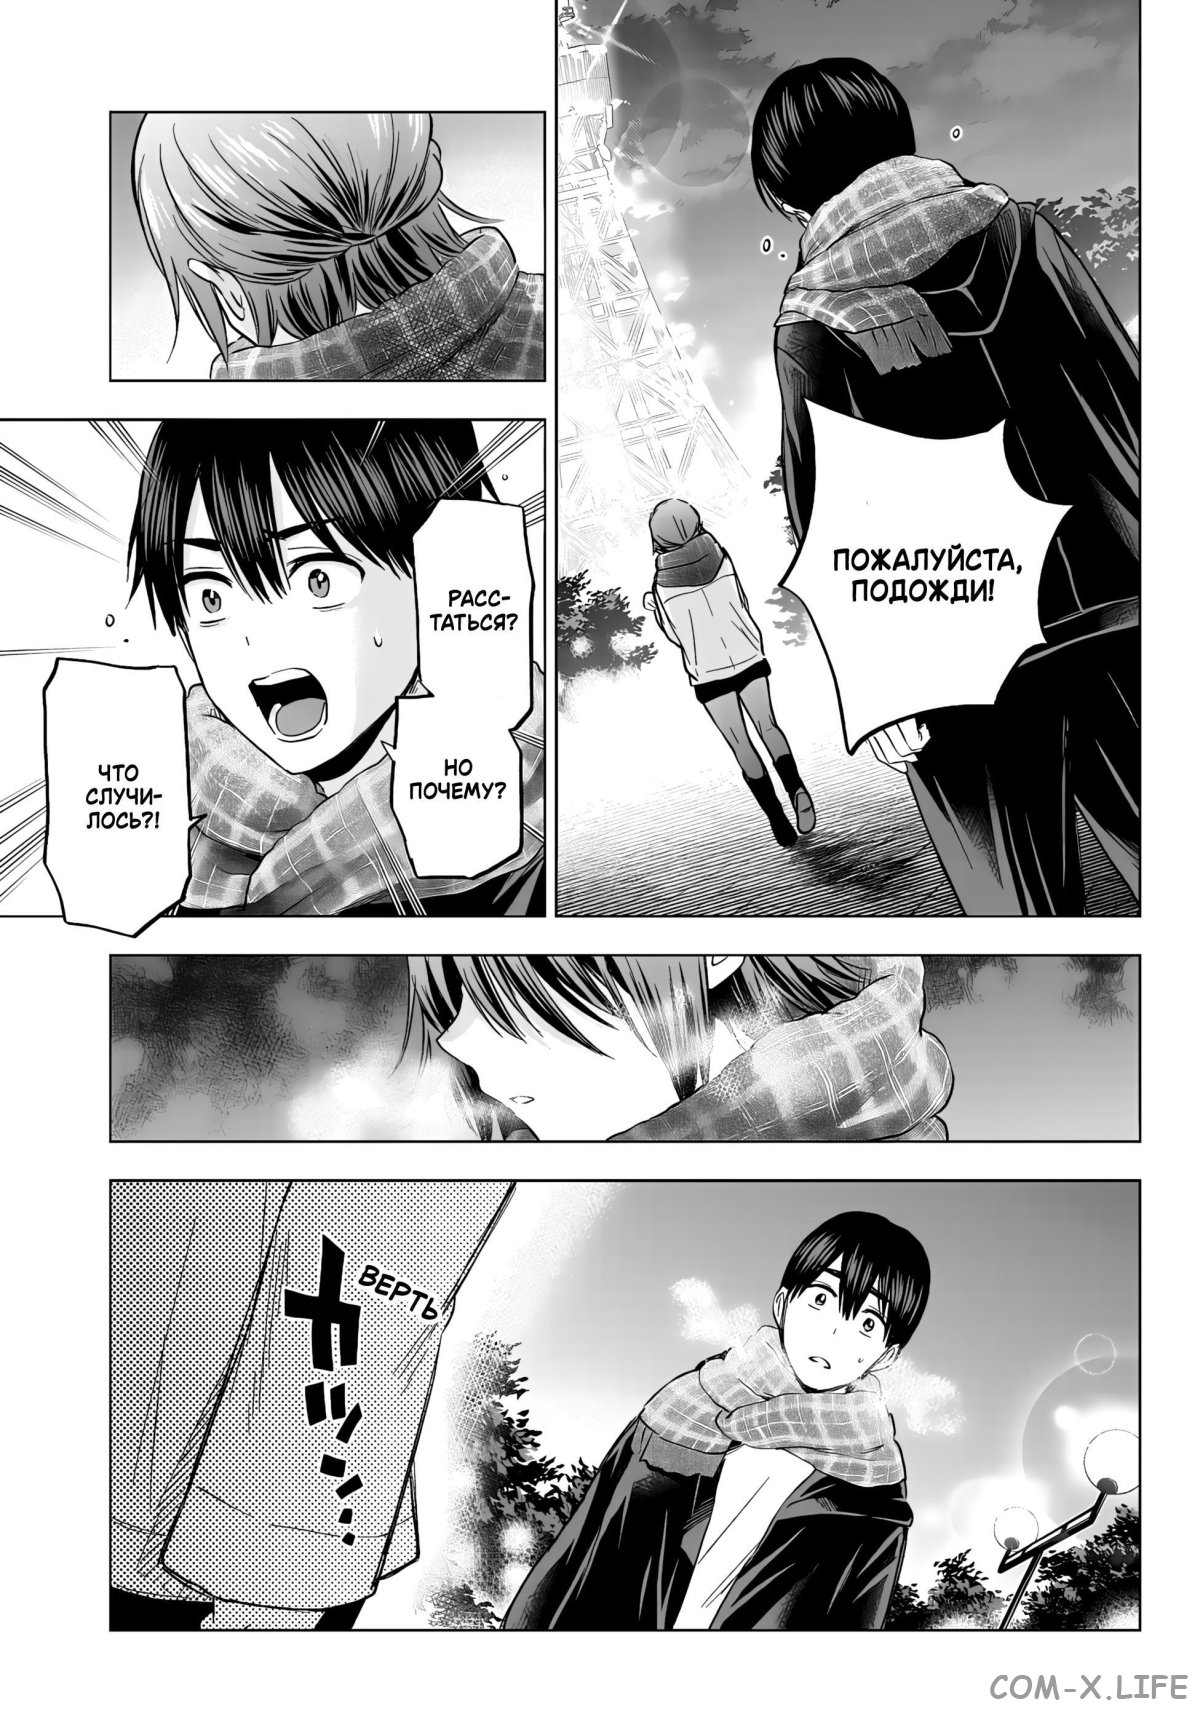 ПОЖАЛУЙСТА,
ПОДОЖДИ!
РАСС-
ТАТЬСЯ?
НО
ПОЧЕМУ?
ЧТО
СЛУЧИ-
ЛОСЬ?!
ВЕРТЬ
COM-X.LIFE